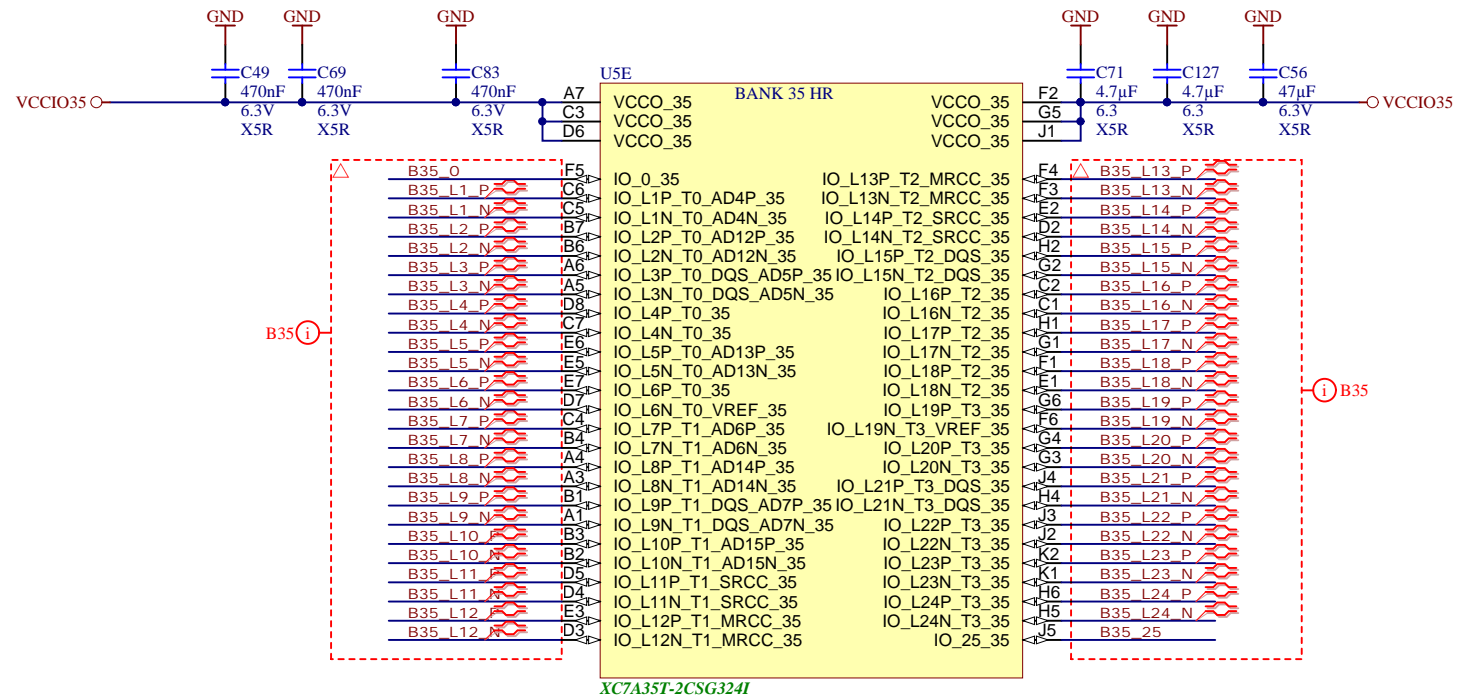 GND GND GND GND GND GND
C49 C69 C83 U5E C71 C127 C56
470nF 470nF 470nF BANK 35 HR 4.7µF 4.7µF 47µF
VCCIO35 6.3V 6.3V 6.3V A7 VCCO_35 VCCO_35 F2 6.3 6.3 6.3V VCCIO35
X5R X5R X5R C3 VCCO_35 VCCO_35 G5 X5R X5R X5R
D6 VCCO_35 VCCO_35 J1
B35_0 F5 IO_0_35 IO_L13P_T2_MRCC_35 F4 B35_L13_P
B35_L1_P C6 IO_L1P_T0_AD4P_35 IO_L13N_T2_MRCC_35 F3 B35_L13_N
B35_L1_N C5 IO_L1N_T0_AD4N_35 IO_L14P_T2_SRCC_35 E2 B35_L14_P
B35_L2_P B7 IO_L2P_T0_AD12P_35 IO_L14N_T2_SRCC_35 D2 B35_L14_N
B35_L2_N B6 IO_L2N_T0_AD12N_35 IO_L15P_T2_DQS_35 H2 B35_L15_P
B35_L3_P A6 IO_L3P_T0_DQS_AD5P_35 IO_L15N_T2_DQS_35 G2 B35_L15_N
B35_L3_N A5 IO_L3N_T0_DQS_AD5N_35 IO_L16P_T2_35 C2 B35_L16_P
B35_L4_P D8 IO_L4P_T0_35 IO_L16N_T2_35 C1 B35_L16_N
B35 i B35_L4_N C7 IO_L4N_T0_35 IO_L17P_T2_35 H1 B35_L17_P
B35_L5_P E6 IO_L5P_T0_AD13P_35 IO_L17N_T2_35 G1 B35_L17_N
B35_L5_N E5 IO_L5N_T0_AD13N_35 IO_L18P_T2_35 F1 B35_L18_P
B35_L6_P E7 IO_L6P_T0_35 IO_L18N_T2_35 E1 B35_L18_N i B35
B35_L6_N D7 IO_L6N_T0_VREF_35 IO_L19P_T3_35 G6 B35_L19_P
B35_L7_P C4 IO_L7P_T1_AD6P_35 IO_L19N_T3_VREF_35 F6 B35_L19_N
B35_L7_N B4 IO_L7N_T1_AD6N_35 IO_L20P_T3_35 G4 B35_L20_P
B35_L8_P A4 IO_L8P_T1_AD14P_35 IO_L20N_T3_35 G3 B35_L20_N
B35_L8_N A3 IO_L8N_T1_AD14N_35 IO_L21P_T3_DQS_35 J4 B35_L21_P
B35_L9_P B1 IO_L9P_T1_DQS_AD7P_35 IO_L21N_T3_DQS_35 H4 B35_L21_N
B35_L9_N A1 IO_L9N_T1_DQS_AD7N_35 IO_L22P_T3_35 J3 B35_L22_P
B35_L10_P B3 IO_L10P_T1_AD15P_35 IO_L22N_T3_35 J2 B35_L22_N
B35_L10_N B2 IO_L10N_T1_AD15N_35 IO_L23P_T3_35 K2 B35_L23_P
B35_L11_P D5 IO_L11P_T1_SRCC_35 IO_L23N_T3_35 K1 B35_L23_N
B35_L11_N D4 IO_L11N_T1_SRCC_35 IO_L24P_T3_35 H6 B35_L24_P
B35_L12_P E3 IO_L12P_T1_MRCC_35 IO_L24N_T3_35 H5 B35_L24_N
B35_L12_N D3 IO_L12N_T1_MRCC_35 IO_25_35 J5 B35_25
XC7A35T-2CSG324I